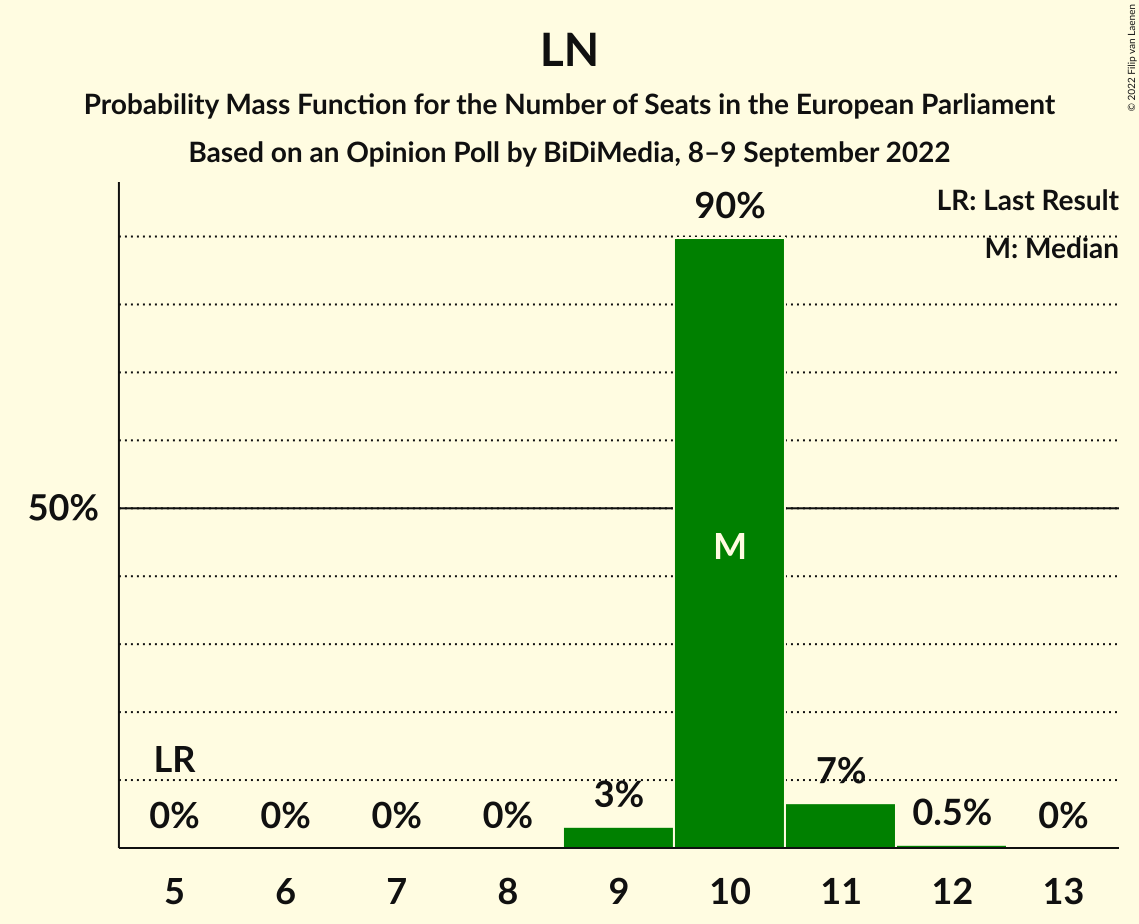 LN
Probability Mass Function for the Number of Seats in the European Parliament
Based on an Opinion Poll by BiDiMedia, 8–9 September 2022
© 2022 Filip van Laenen
LR: Last Result
M: Median
90%
50%
M
LR
0% 0% 0% 0% 3% 7% 0.5% 0%
5 6 7 8 9 10 11 12 13